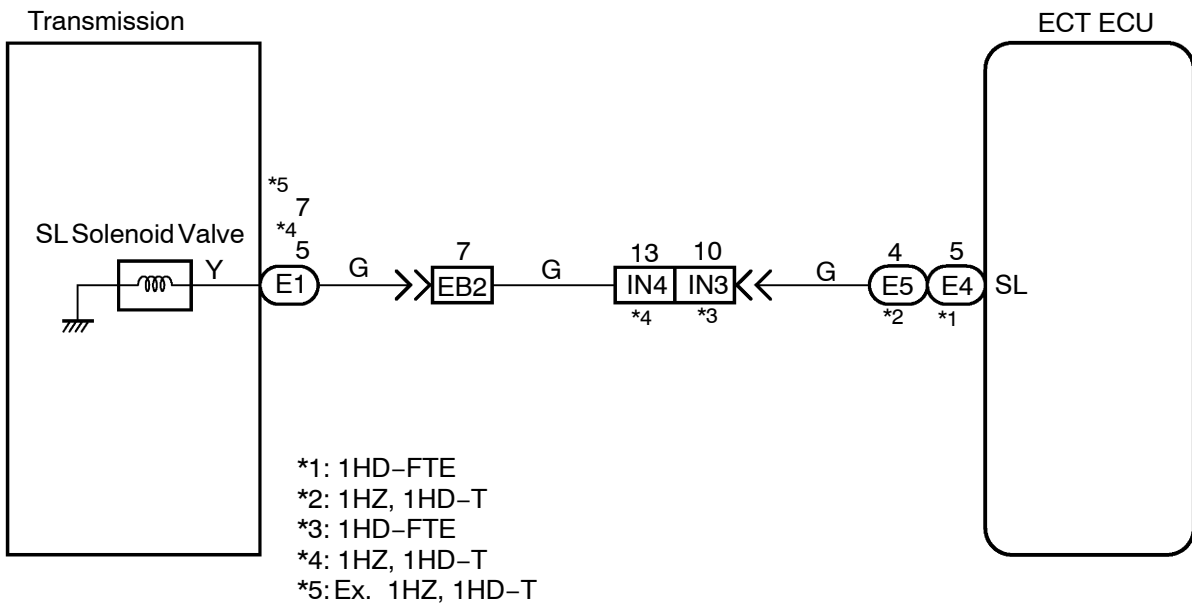 Transmission
ECT ECU
*5
7
*4
5
SL Solenoid Valve
Y
E1
G
7
EB2
G
13
10
IN4
IN3
*4
*3
G
4
5
E5
E4
*2
*1
SL
*1: 1HD-FTE
*2: 1HZ, 1HD-T
*3: 1HD-FTE
*4: 1HZ, 1HD-T
*5: Ex. 1HZ, 1HD-T